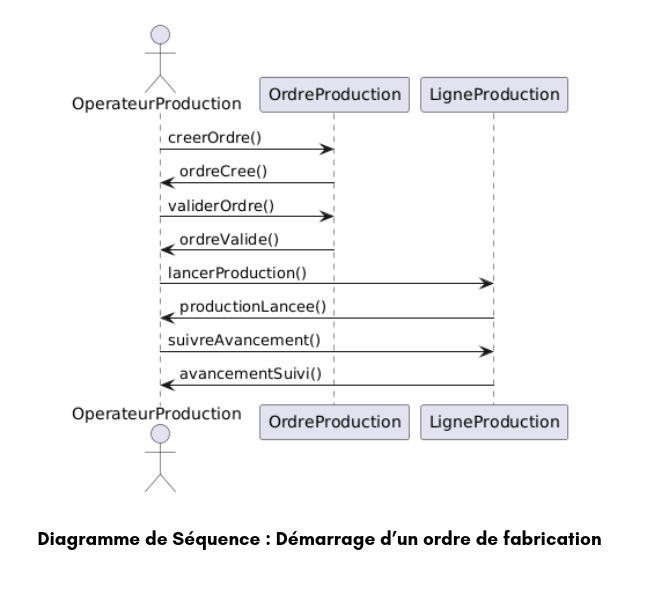 OperateurProduction
OrdreProduction
LigneProduction
creerOrdre()
ordreCree()
validerOrdre()
ordreValide()
lancerProduction()
productionLancee()
suivreAvancement()
avancementSuivi()
OperateurProduction
OrdreProduction
LigneProduction
Diagramme de Séquence : Démarrage d’un ordre de fabrication